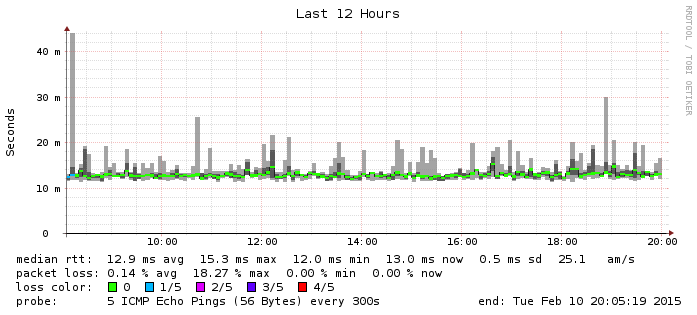 Last 12 Hours
RRDTOOL / TOBI OETIKER
Seconds
40 m
30 m
20 m
10 m
0
10:00 12:00 14:00 16:00 18:00 20:00
median rtt: 12.9 ms avg 15.3 ms max 12.0 ms min 13.0 ms now 0.5 ms sd 25.1 am/s
packet loss: 0.14 % avg 18.27 % max 0.00 % min 0.00 % now
loss color: 0 1/5 2/5 3/5 4/5
probe: 5 ICMP Echo Pings (56 Bytes) every 300s end: Tue Feb 10 20:05:19 2015